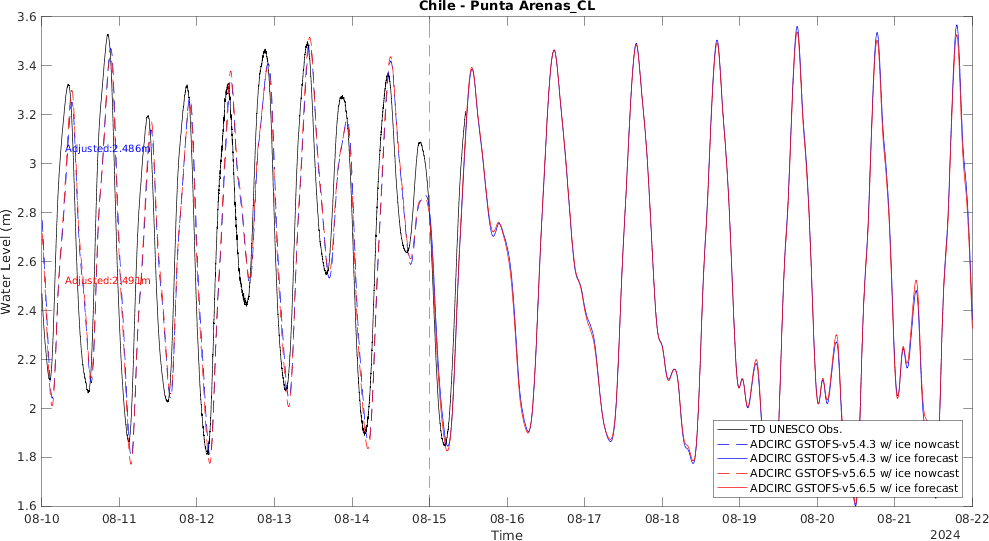 Chile - Punta Arenas_CL
3.6
3.4
3.2
3
2.8
2.6
2.4
2.2
2
1.8
1.6
Water Level (m)
Adjusted:2.486m
Adjusted:2.491m
TD UNESCO Obs.
ADCIRC GSTOFS-v5.4.3 w/ ice nowcast
ADCIRC GSTOFS-v5.4.3 w/ ice forecast
ADCIRC GSTOFS-v5.6.5 w/ ice nowcast
ADCIRC GSTOFS-v5.6.5 w/ ice forecast
08-10 08-11 08-12 08-13 08-14 08-15 08-16 08-17 08-18 08-19 08-20 08-21 08-22
Time
2024